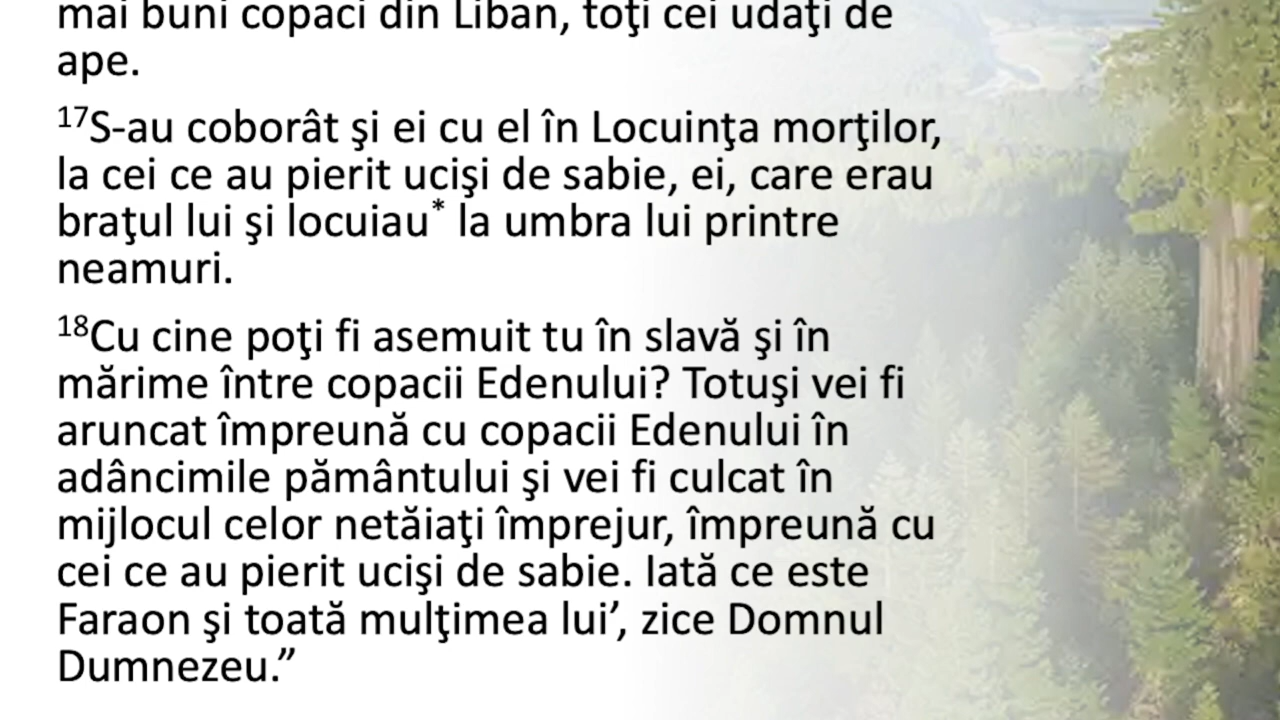 mai buni copaci din Liban, toţi cei udaţi de
ape.
17S-au coborât şi ei cu el în Locuinţa morţilor,
la cei ce au pierit ucişi de sabie, ei, care erau
braţul lui şi locuiau* la umbra lui printre
neamuri.
18Cu cine poţi fi asemuit tu în slavă şi în
mărime între copacii Edenului? Totuşi vei fi
aruncat împreună cu copacii Edenului în
adâncimile pământului şi vei fi culcat în
mijlocul celor netăiaţi împrejur, împreună cu
cei ce au pierit ucişi de sabie. Iată ce este
Faraon şi toată mulţimea lui’, zice Domnul
Dumnezeu.”